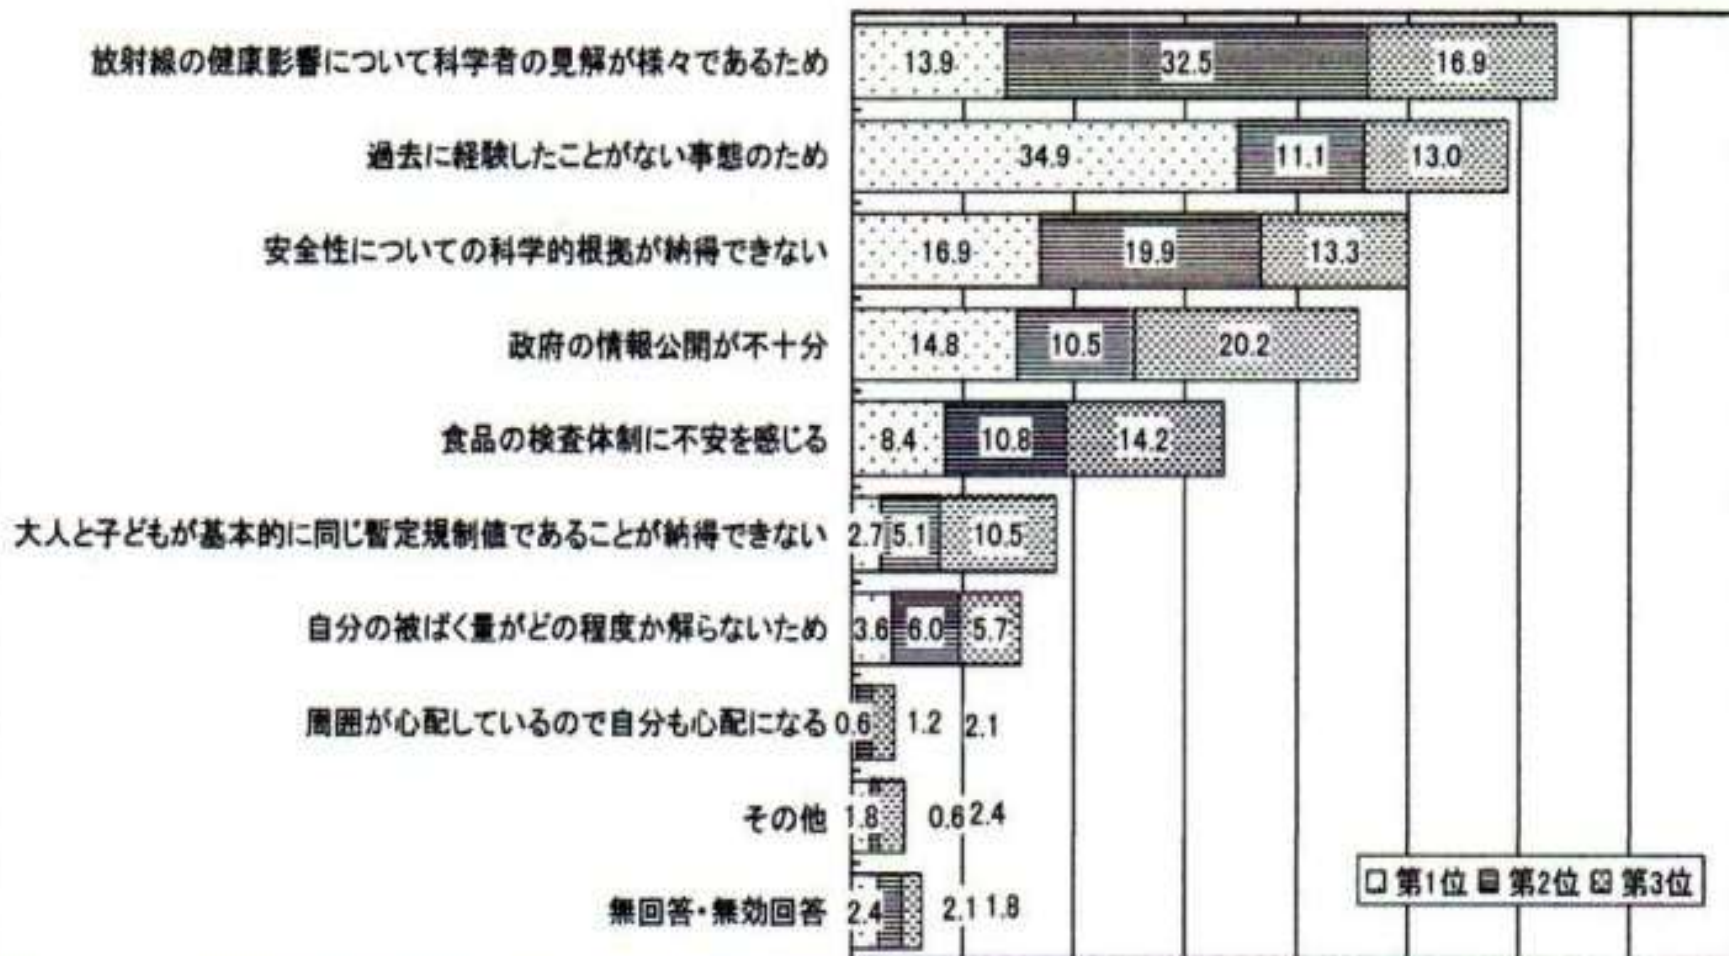 放射線の健康影響について科学者の見解が様々であるため 13.9 32.5 16.9
過去に経験したことがない事態のため 34.9 11.1 13.0
安全性についての科学的根拠が納得できない 16.9 19.9 13.3
政府の情報公開が不十分 14.8 10.5 20.2
食品の検査体制に不安を感じる 8.4 10.8 14.2
大人と子どもが基本的に同じ暫定規制値であることが納得できない 2.7 5.1 10.5
自分の被ばく量がどの程度か解らないため 3.6 6.0 5.7
周囲が心配しているので自分も心配になる 0.6 1.2 2.1
その他 1.8 0.6 2.4
第1位 第2位 第3位
無回答・無効回答 2.4 2.1 1.8